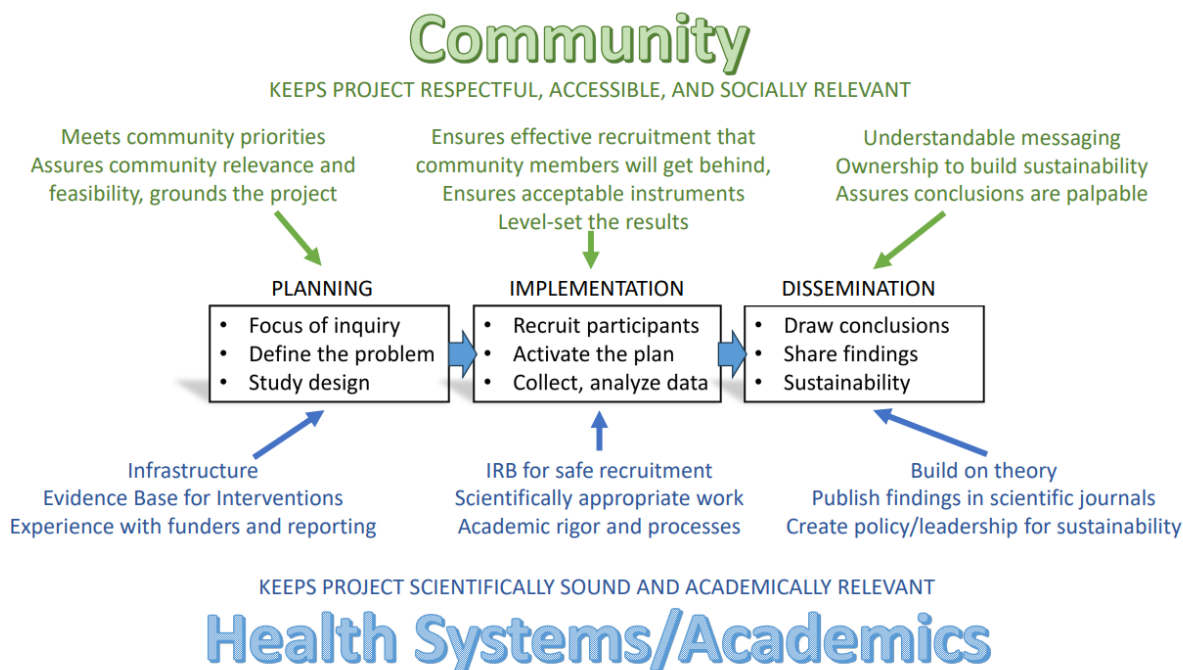 Community
KEEPS PROJECT RESPECTFUL, ACCESSIBLE, AND SOCIALLY RELEVANT
Meets community priorities
Assures community relevance and
feasibility, grounds the project
Ensures effective recruitment that
community members will get behind,
Ensures acceptable instruments
Level-set the results
Understandable messaging
Ownership to build sustainability
Assures conclusions are palpable
PLANNING
• Focus of inquiry
• Define the problem
• Study design
IMPLEMENTATION
• Recruit participants
• Activate the plan
• Collect, analyze data
DISSEMINATION
• Draw conclusions
• Share findings
• Sustainability
Infrastructure
Evidence Base for Interventions
Experience with funders and reporting
IRB for safe recruitment
Scientifically appropriate work
Academic rigor and processes
Build on theory
Publish findings in scientific journals
Create policy/leadership for sustainability
KEEPS PROJECT SCIENTIFICALLY SOUND AND ACADEMICALLY RELEVANT
Health Systems/Academics